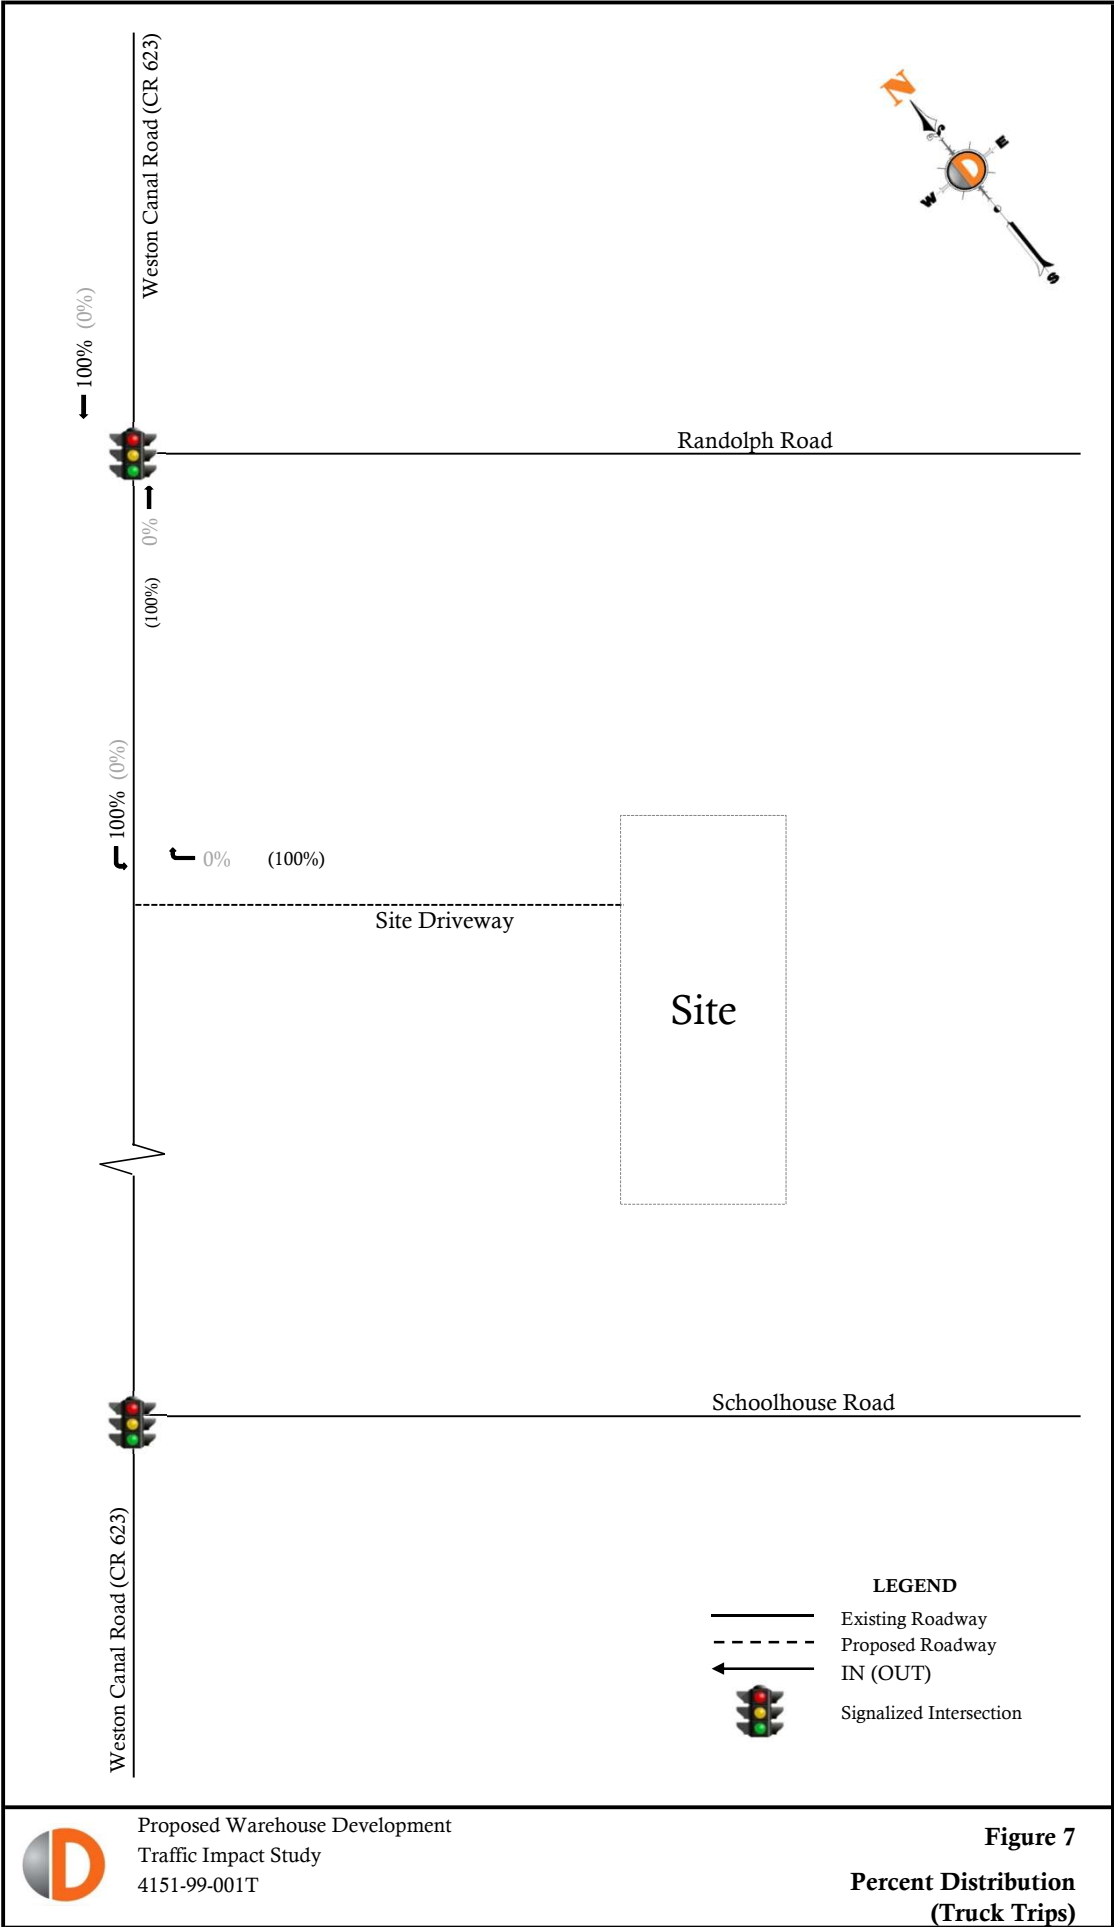 Weston Canal Road (CR 623)
N
E
W
S
D
100% (0%)
Randolph Road
0%
(100%)
100% (0%)
0% (100%)
Site Driveway
Site
Schoolhouse Road
Weston Canal Road (CR 623)
LEGEND
Existing Roadway
Proposed Roadway
IN (OUT)
Signalized Intersection
D
Proposed Warehouse Development
Traffic Impact Study
4151-99-001T
Figure 7
Percent Distribution
(Truck Trips)